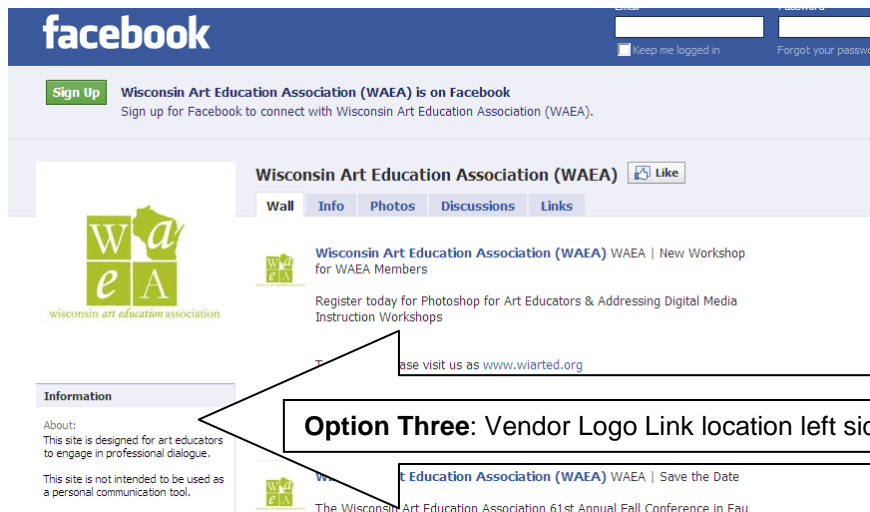 facebook
Email
Password
Keep me logged in
Forgot your passw
Sign Up
Wisconsin Art Education Association (WAEA) is on Facebook
Sign up for Facebook to connect with Wisconsin Art Education Association (WAEA).
Wisconsin Art Education Association (WAEA)
Like
Wall Info Photos Discussions Links
w a
e A
wisconsin art education association
Wisconsin Art Education Association (WAEA) WAEA | New Workshop
for WAEA Members
Register today for Photoshop for Art Educators & Addressing Digital Media
Instruction Workshops
visit us as www.wiarted.org
Information
About:
This site is designed for art educators
to engage in professional dialogue.
This site is not intended to be used as
a personal communication tool.
Option Three: Vendor Logo Link location left
t Education Association (WAEA) WAEA | Save the Date
The Wisconsin Art Education Association 61st Annual Fall Conference in Eau